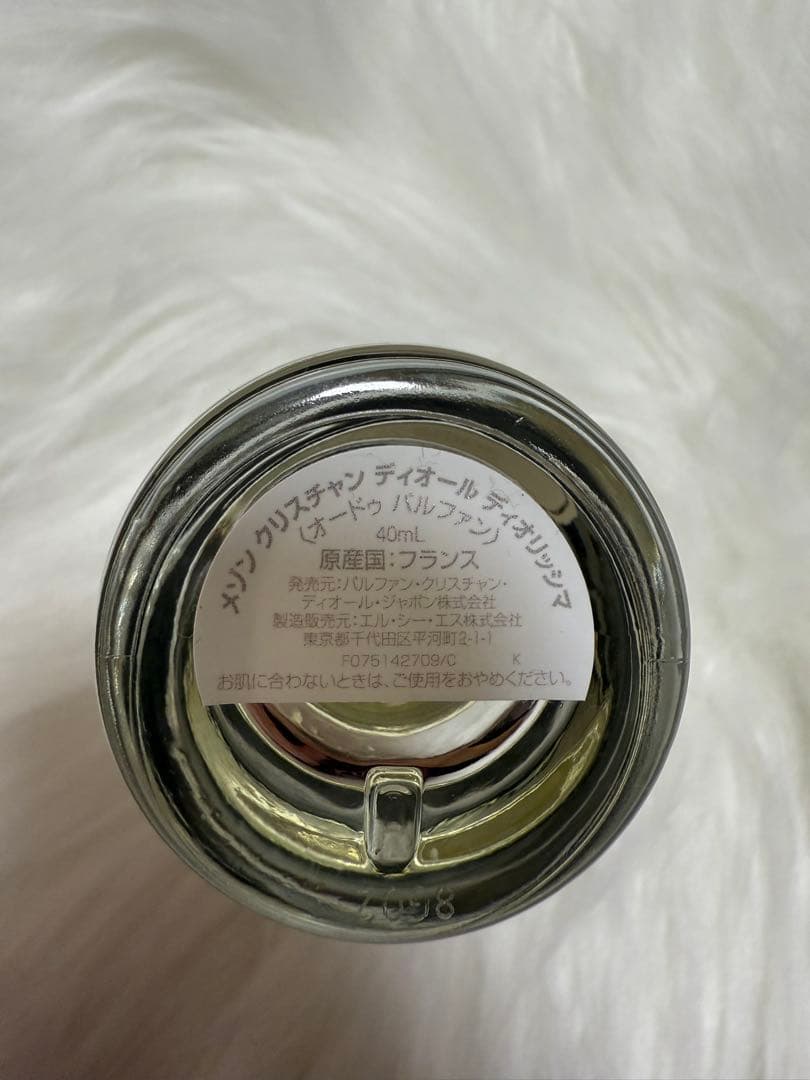 メゾン クリスチャン ディオール ディオリッシマ
(オードゥ パルファン)
40mL
原産国:フランス
発売元:パルファン・クリスチャン・
ディオール・ジャポン株式会社
製造販売元:エル・シー・エス株式会社
東京都千代田区平河町2-1-1
F075142709/C K
お肌に合わないときは、ご使用をおやめください。